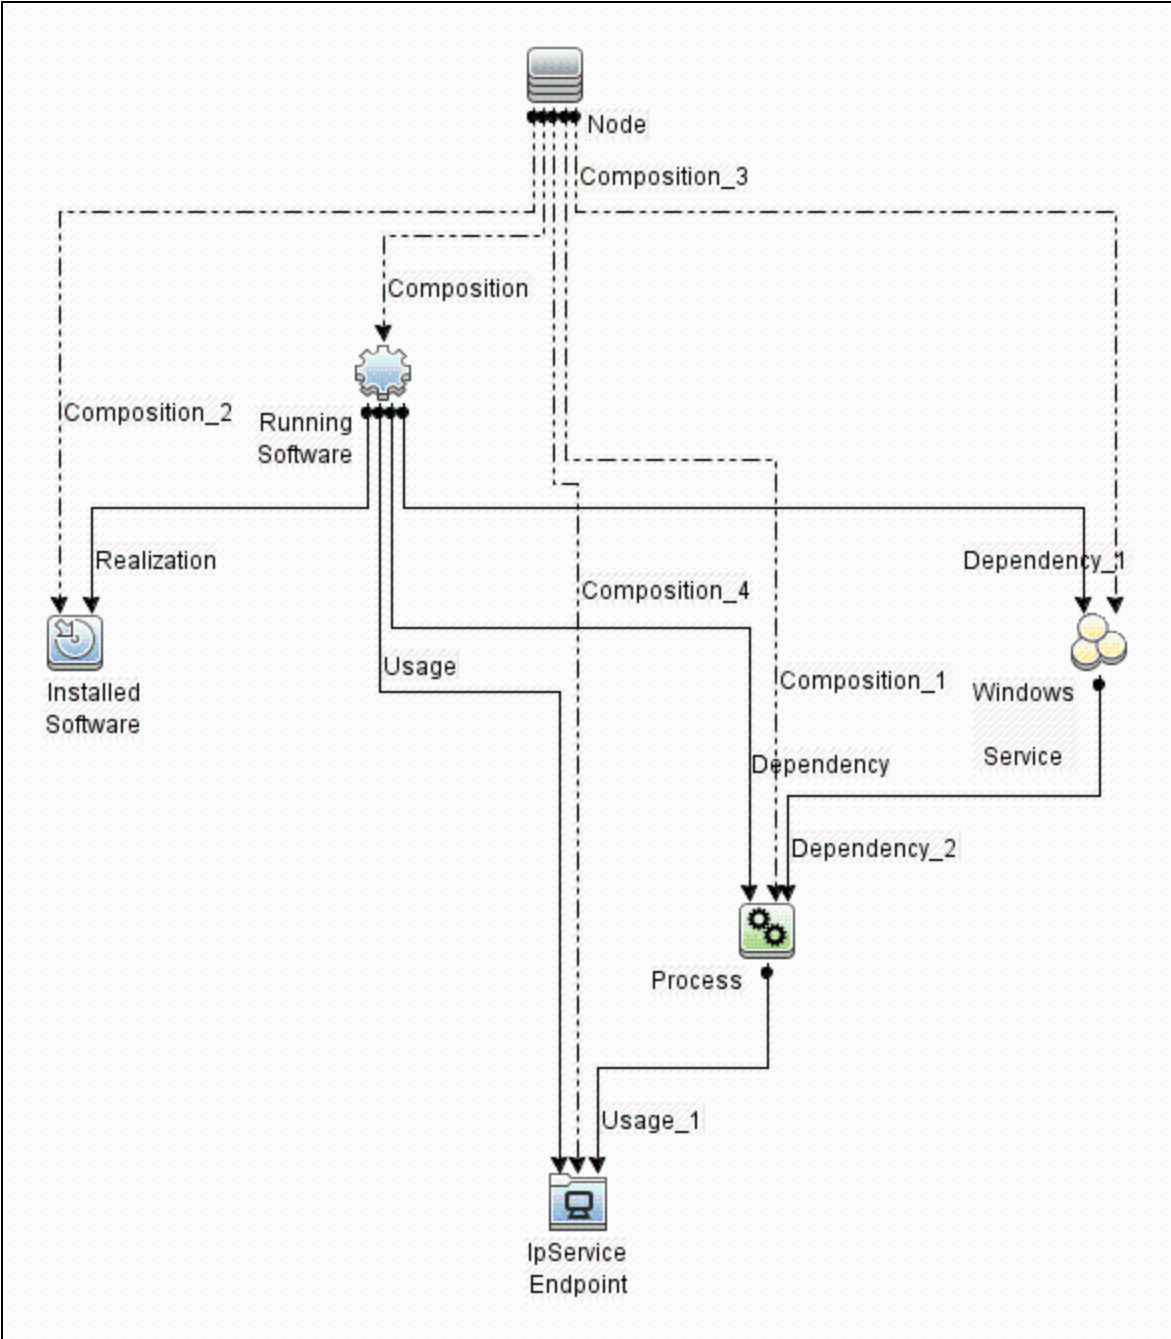 Node
Composition_3
Composition
Composition_2
Running
Software
Realization
Dependency_1
Composition_4
Usage
Composition_1
Installed
Software
Windows
Service
Dependency
Dependency_2
Process
Usage_1
IpService
Endpoint